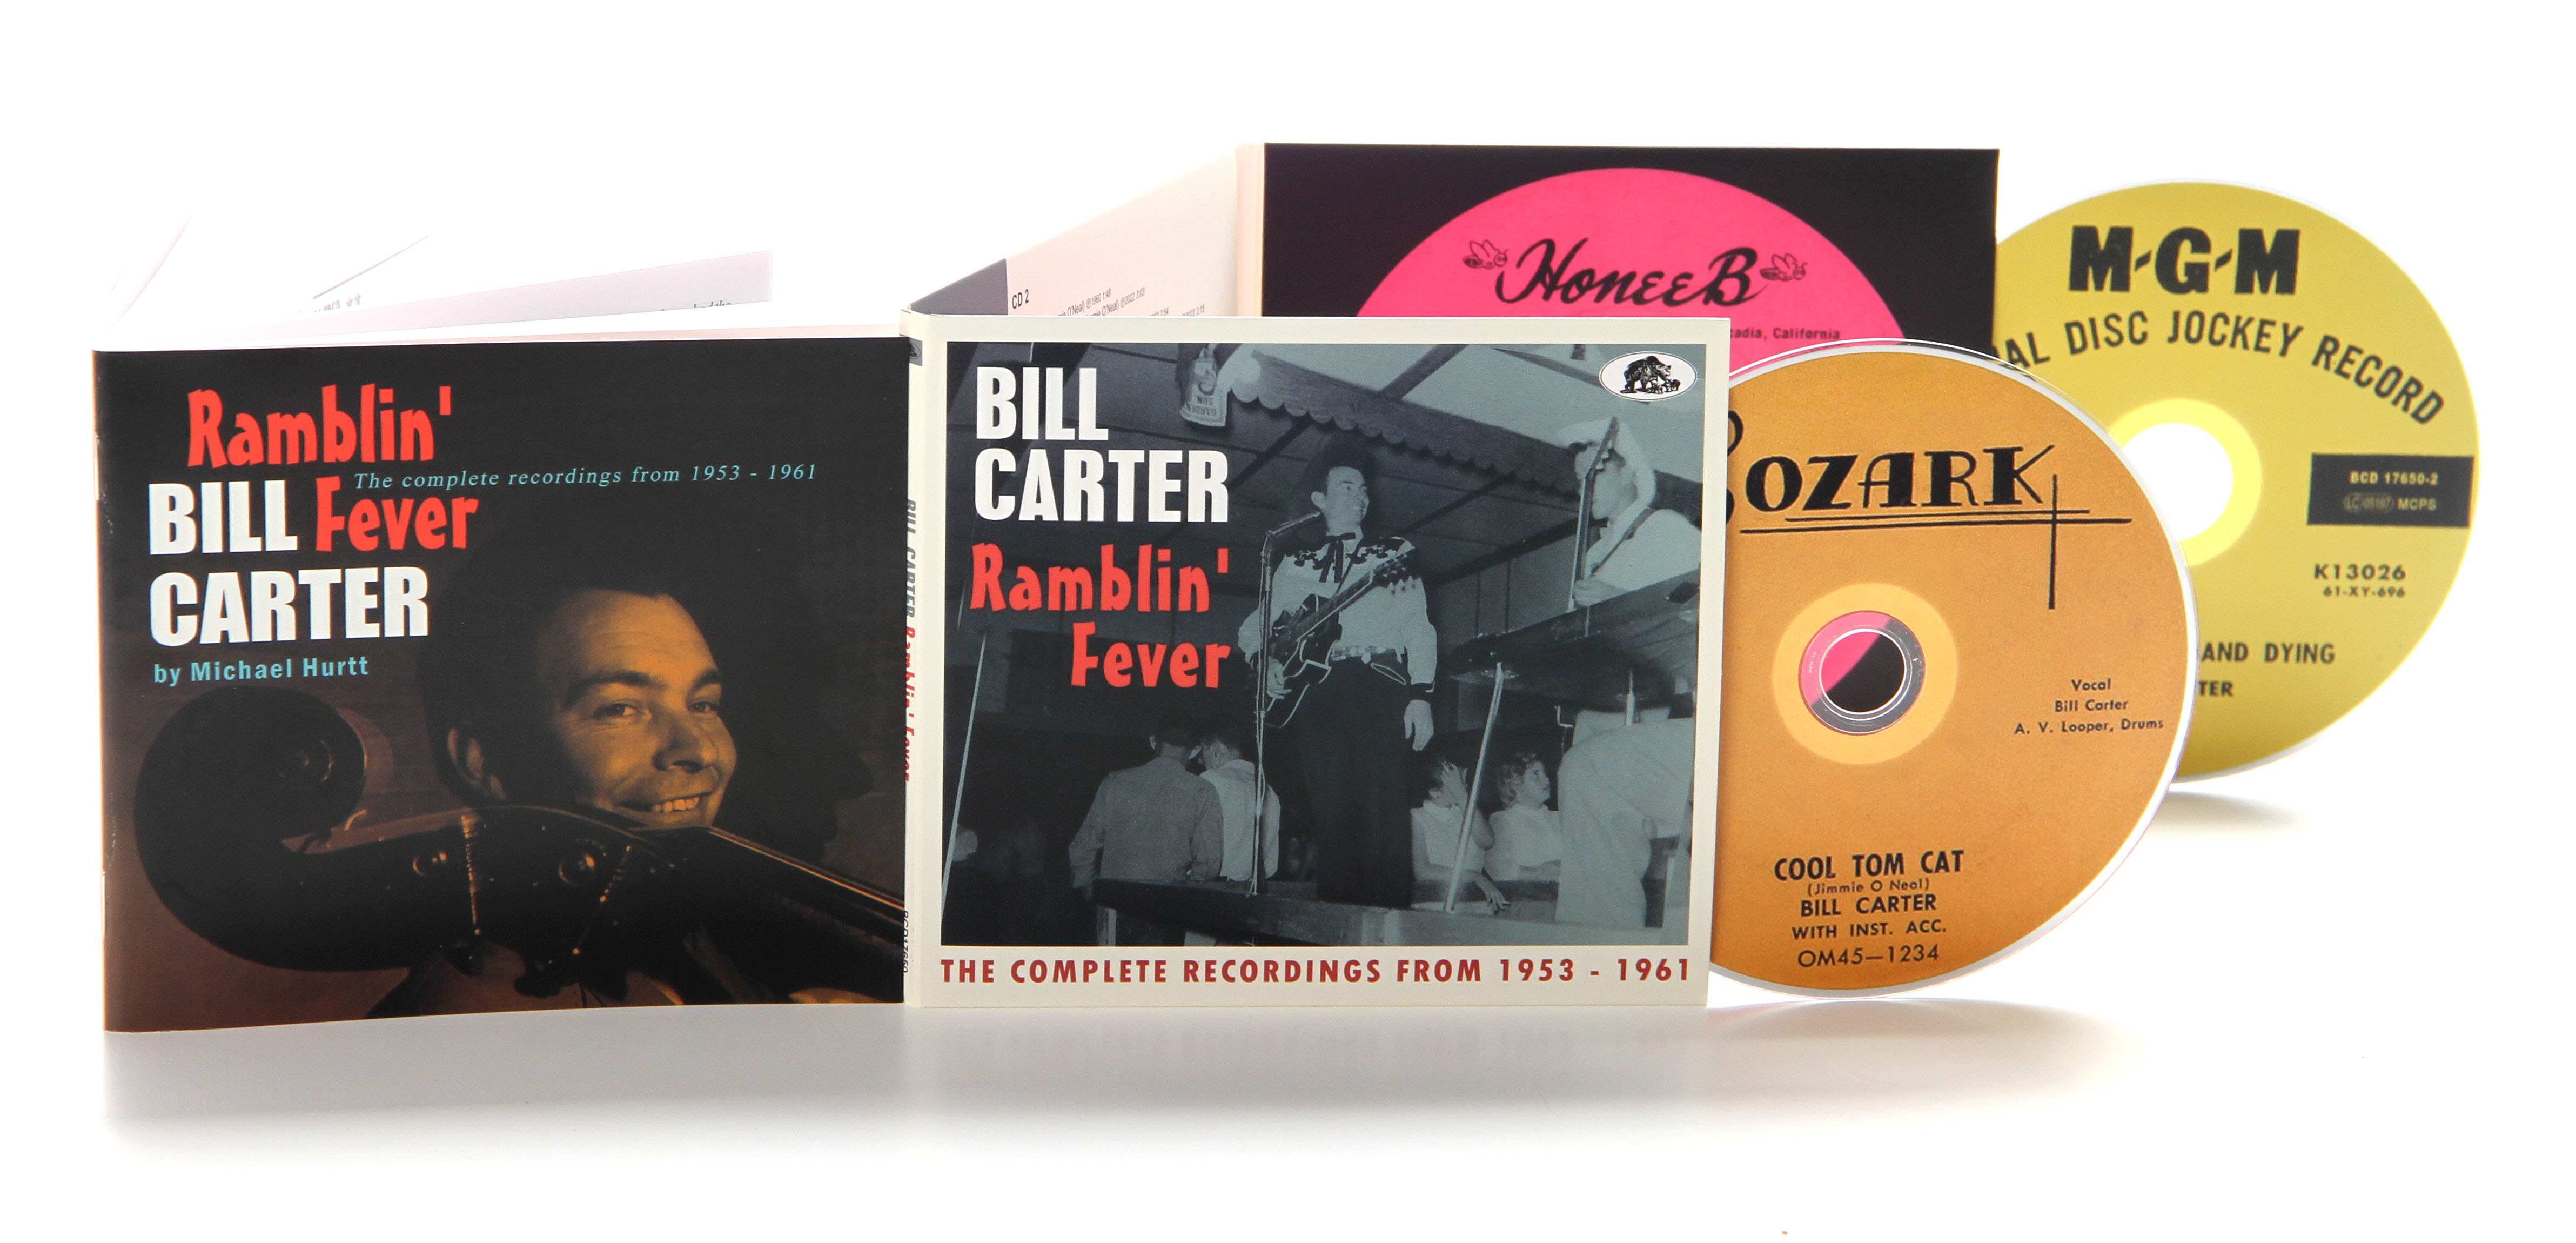 Ramblin'
The complete recordings from 1953 - 1961
BILL Fever
CARTER
by Michael Hurtt
BILL CARTER Ramblin' Fever
CD 2
BILL
CARTER
Ramblin'
Fever
THE COMPLETE RECORDINGS FROM 1953 - 1961
HoneeB
California
OZARK
Vocal
Bill Carter
A. V. Looper, Drums
COOL TOM CAT
(Jimmie O Neal)
BILL CARTER
WITH INST. ACC.
OM45—1234
M-G-M
DISC JOCKEY RECORD
BCD 17650-2
LC 05197 MCPS
K13026
61-XY-696
AND DYING